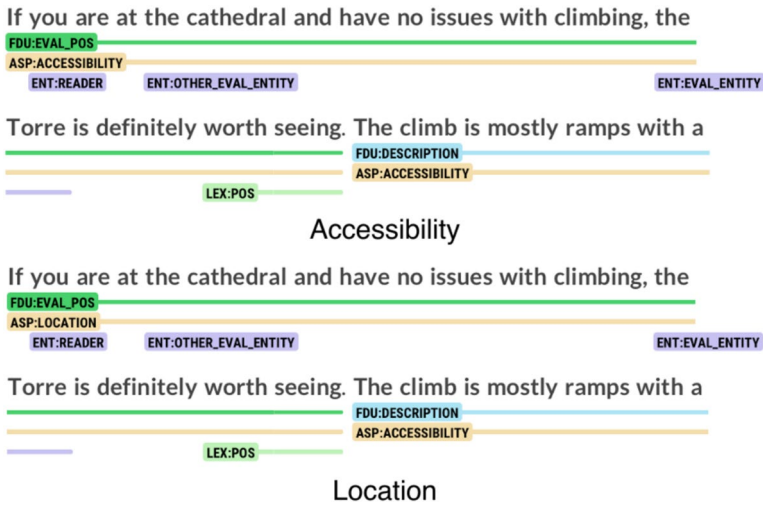 If you are at the cathedral and have no issues with climbing, the
FDU:EVAL_POS
ASP:ACCESSIBILITY
ENT:READER ENT:OTHER_EVAL_ENTITY ENT:EVAL_ENTITY
Torre is definitely worth seeing. The climb is mostly ramps with a
FDU:DESCRIPTION
ASP:ACCESSIBILITY
LEX:POS
Accessibility
If you are at the cathedral and have no issues with climbing, the
FDU:EVAL_POS
ASP:LOCATION
ENT:READER ENT:OTHER_EVAL_ENTITY ENT:EVAL_ENTITY
Torre is definitely worth seeing. The climb is mostly ramps with a
FDU:DESCRIPTION
ASP:ACCESSIBILITY
LEX:POS
Location